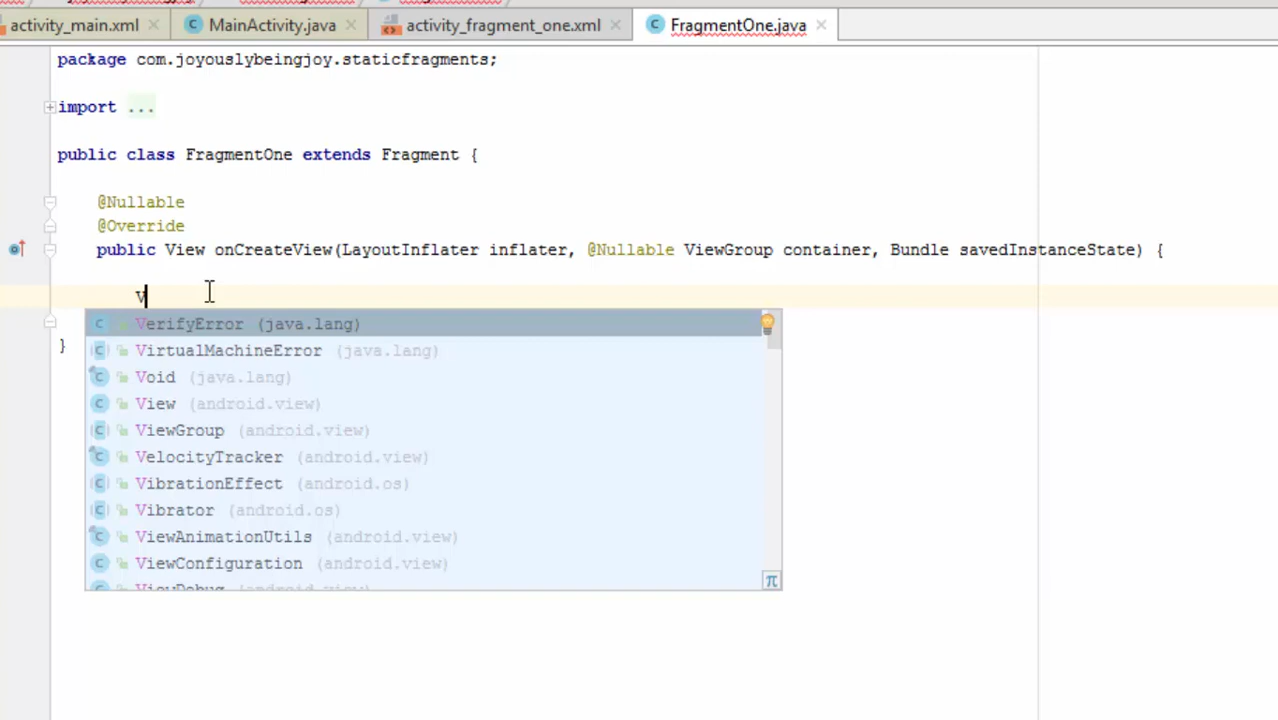 activity_main.xml MainActivity.java activity_fragment_one.xml FragmentOne.java
package com.joyouslybeingjoy.staticfragments;
import ...
public class FragmentOne extends Fragment {
@Nullable
@Override
public View onCreateView(LayoutInflater inflater, @Nullable ViewGroup container, Bundle savedInstanceState) {
V
VerifyError (java.lang)
VirtualMachineError (java.lang)
}
Void (java.lang)
View (android.view)
ViewGroup (android.view)
VelocityTracker (android.view)
VibrationEffect (android.os)
Vibrator (android.os)
ViewAnimationUtils (android.view)
ViewConfiguration (android.view)
ViewDebug (android.view)